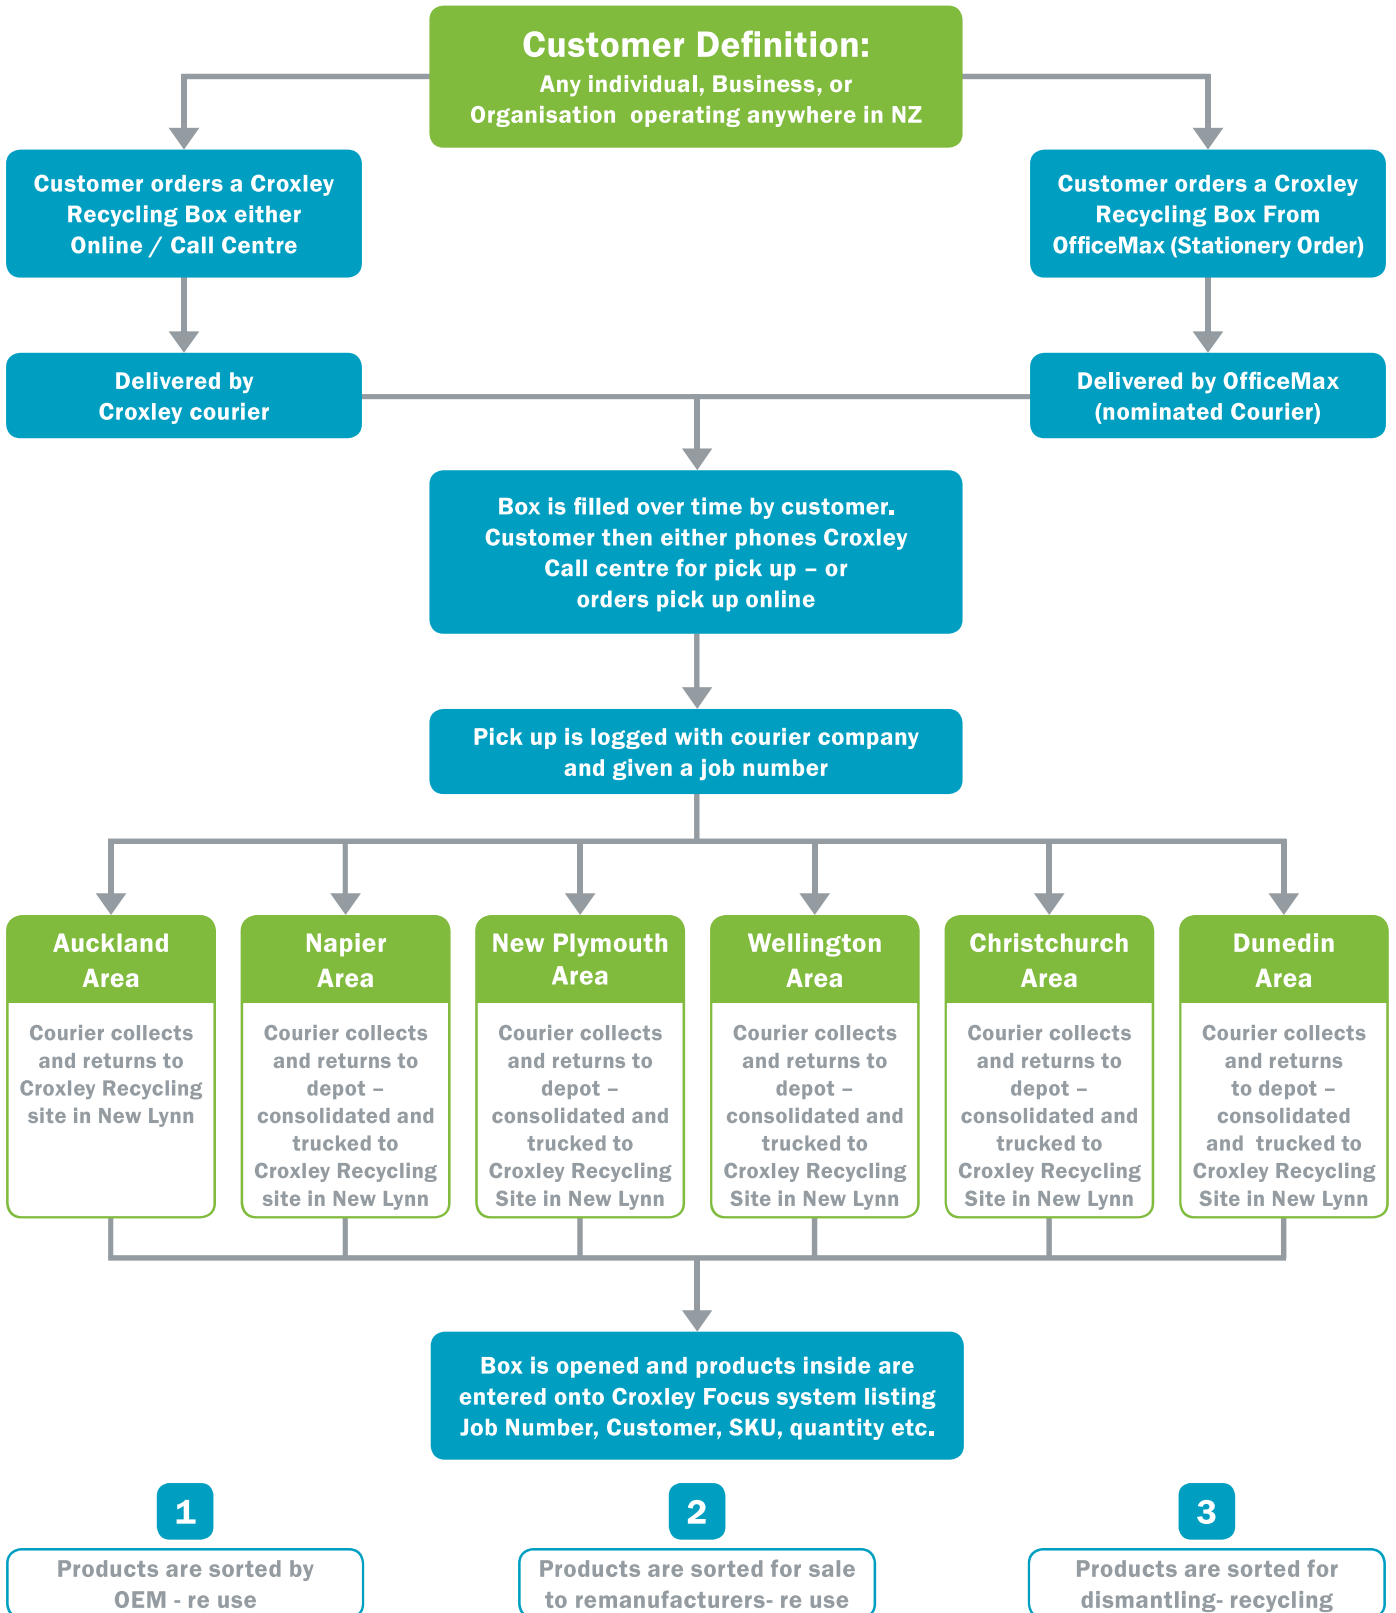 Customer Definition:
Any individual, Business, or
Organisation operating anywhere in NZ
Customer orders a Croxley
Recycling Box either
Online / Call Centre
Customer orders a Croxley
Recycling Box From
OfficeMax (Stationery Order)
Delivered by
Croxley courier
Delivered by OfficeMax
(nominated Courier)
Box is filled over time by customer.
Customer then either phones Croxley
Call centre for pick up – or
orders pick up online
Pick up is logged with courier company
and given a job number
Auckland
Area
Courier collects
and returns to
Croxley Recycling
site in New Lynn
Napier
Area
Courier collects
and returns to
depot –
consolidated and
trucked to
Croxley Recycling
site in New Lynn
New Plymouth
Area
Courier collects
and returns to
depot –
consolidated and
trucked to
Croxley Recycling
Site in New Lynn
Wellington
Area
Courier collects
and returns to
depot –
consolidated and
trucked to
Croxley Recycling
Site in New Lynn
Christchurch
Area
Courier collects
and returns to
depot –
consolidated and
trucked to
Croxley Recycling
Site in New Lynn
Dunedin
Area
Courier collects
and returns
to depot –
consolidated
and trucked to
Croxley Recycling
Site in New Lynn
Box is opened and products inside are
entered onto Croxley Focus system listing
Job Number, Customer, SKU, quantity etc.
1
Products are sorted by
OEM - re use
2
Products are sorted for sale
to remanufacturers- re use
3
Products are sorted for
dismantling- recycling